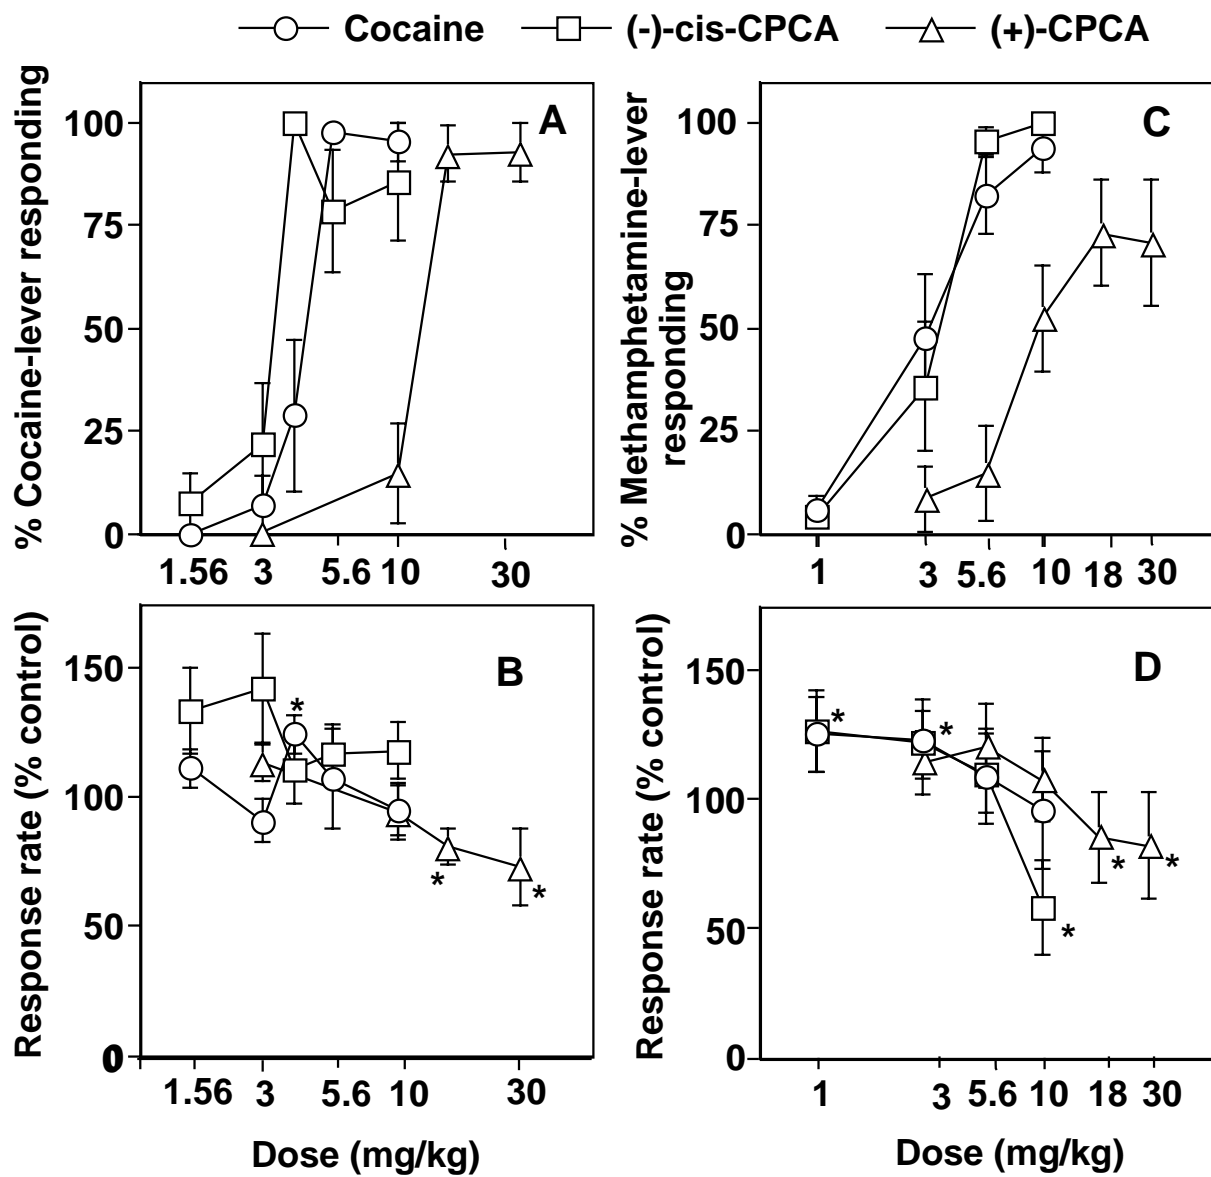 Cocaine (-)-cis-CPCA (+)-CPCA
% Cocaine-lever responding
100
75
50
25
0
A
1.56 3 5.6 10 30
% Methamphetamine-lever
responding
100
75
50
25
0
C
1 3 5.6 10 18 30
Response rate (% control)
150
100
50
0
B
*
*
*
1.56 3 5.6 10 30
Dose (mg/kg)
Response rate (% control)
150
100
50
0
D
*
*
*
*
*
1 3 5.6 10 18 30
Dose (mg/kg)